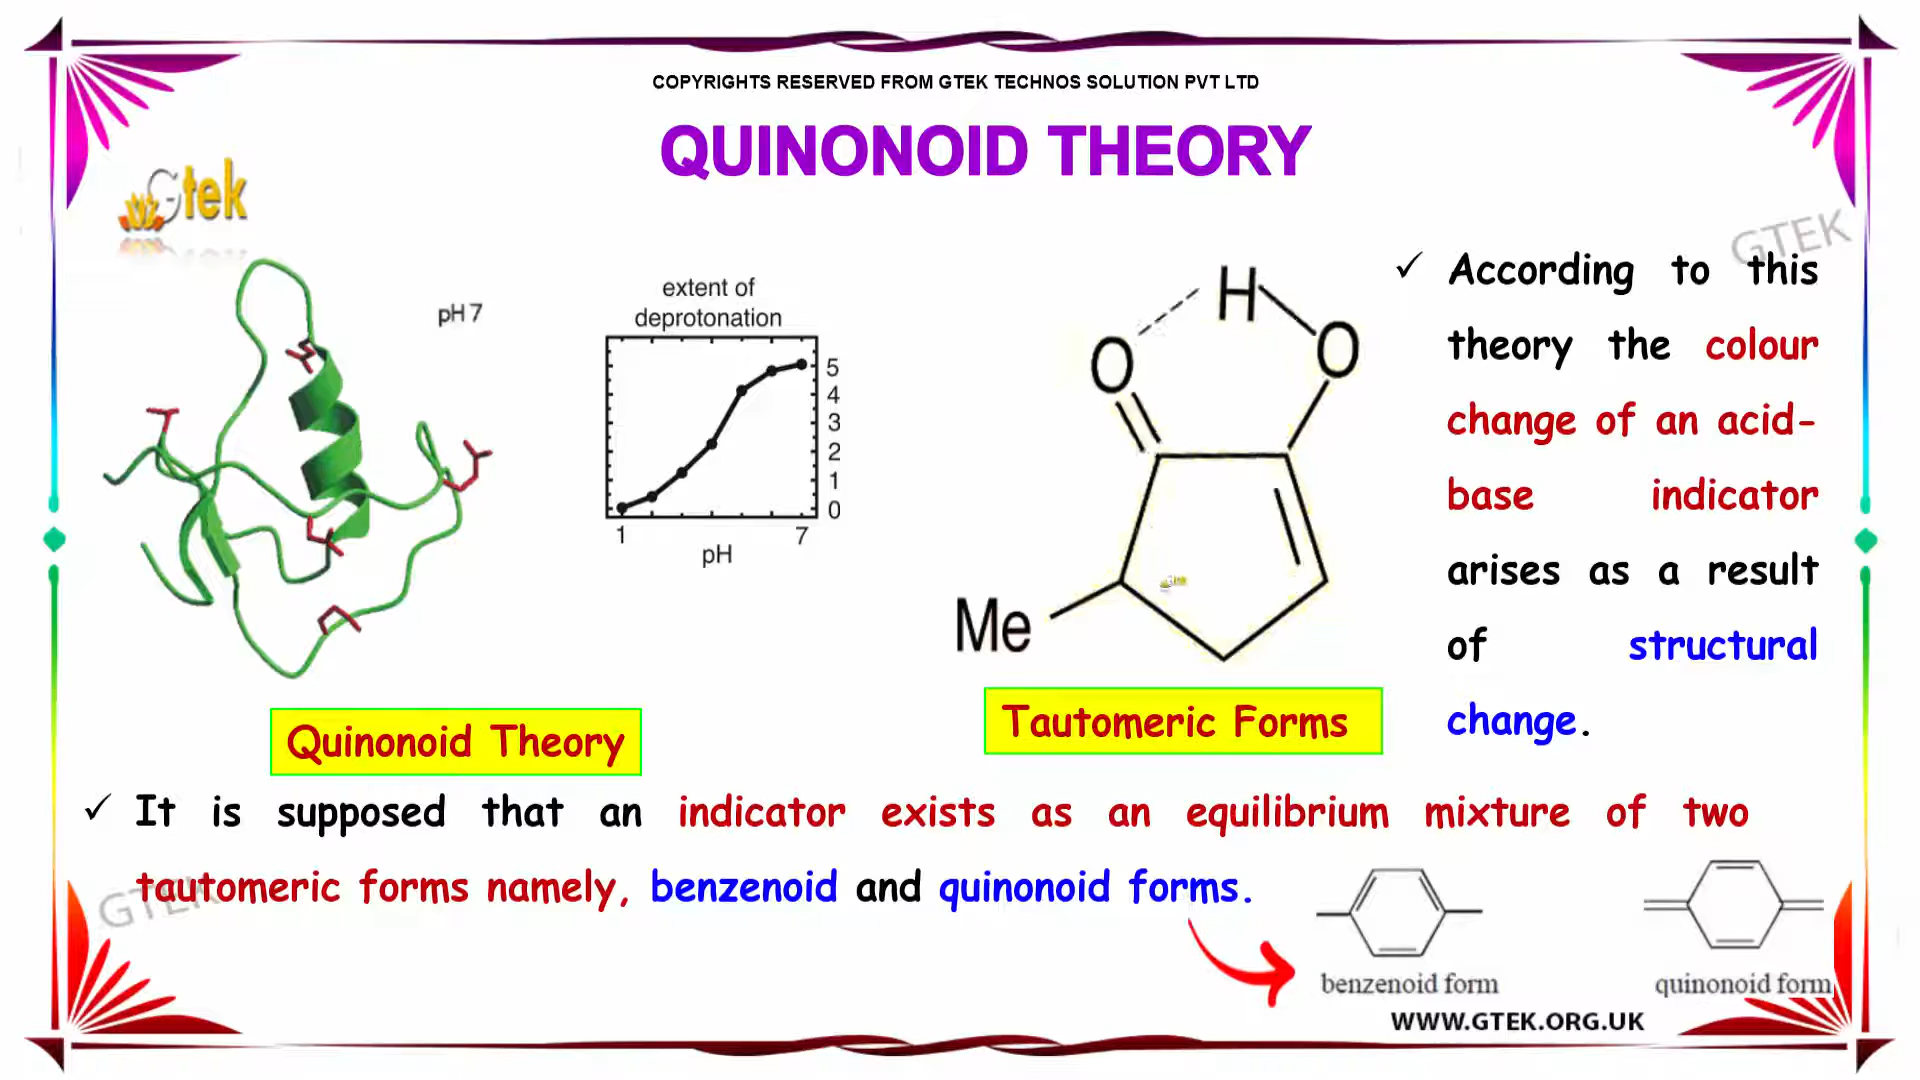 COPYRIGHTS RESERVED FROM GTEK TECHNOS SOLUTION PVT LTD
QUINONOID THEORY
Gtek
GTEK
pH 7
extent of
deprotonation
5
4
3
2
1
0
1 7
pH
H
O O
Me
✓ According to this
theory the colour
change of an acid-
base indicator
arises as a result
of structural
change.
Quinonoid Theory
Tautomeric Forms
✓ It is supposed that an indicator exists as an equilibrium mixture of two
tautomeric forms namely, benzenoid and quinonoid forms.
GTEK
benzenoid form quinonoid form
WWW.GTEK.ORG.UK